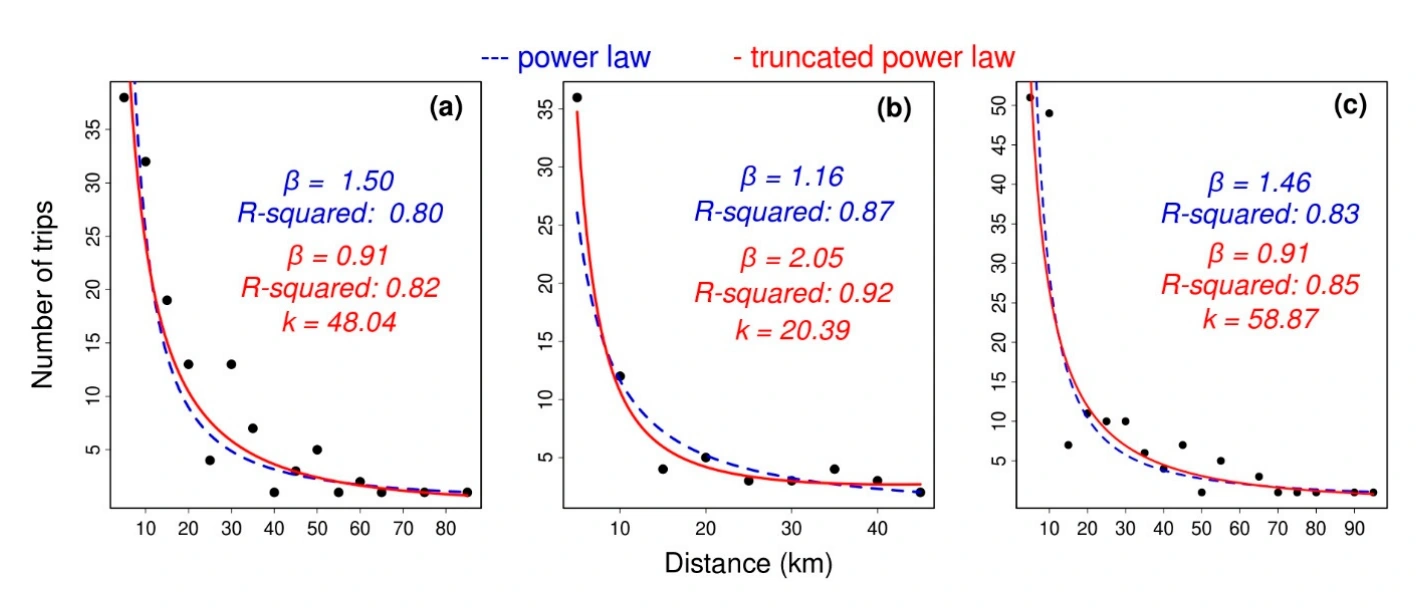 --- power law - truncated power law
Number of trips
(a)
β = 1.50
R-squared: 0.80
β = 0.91
R-squared: 0.82
k = 48.04
35
30
25
20
15
10
5
10 20 30 40 50 60 70 80
(b)
β = 1.16
R-squared: 0.87
β = 2.05
R-squared: 0.92
k = 20.39
35
30
25
20
15
10
5
10 20 30 40
(c)
β = 1.46
R-squared: 0.83
β = 0.91
R-squared: 0.85
k = 58.87
50
45
40
35
30
25
20
15
10
5
10 20 30 40 50 60 70 80 90
Distance (km)